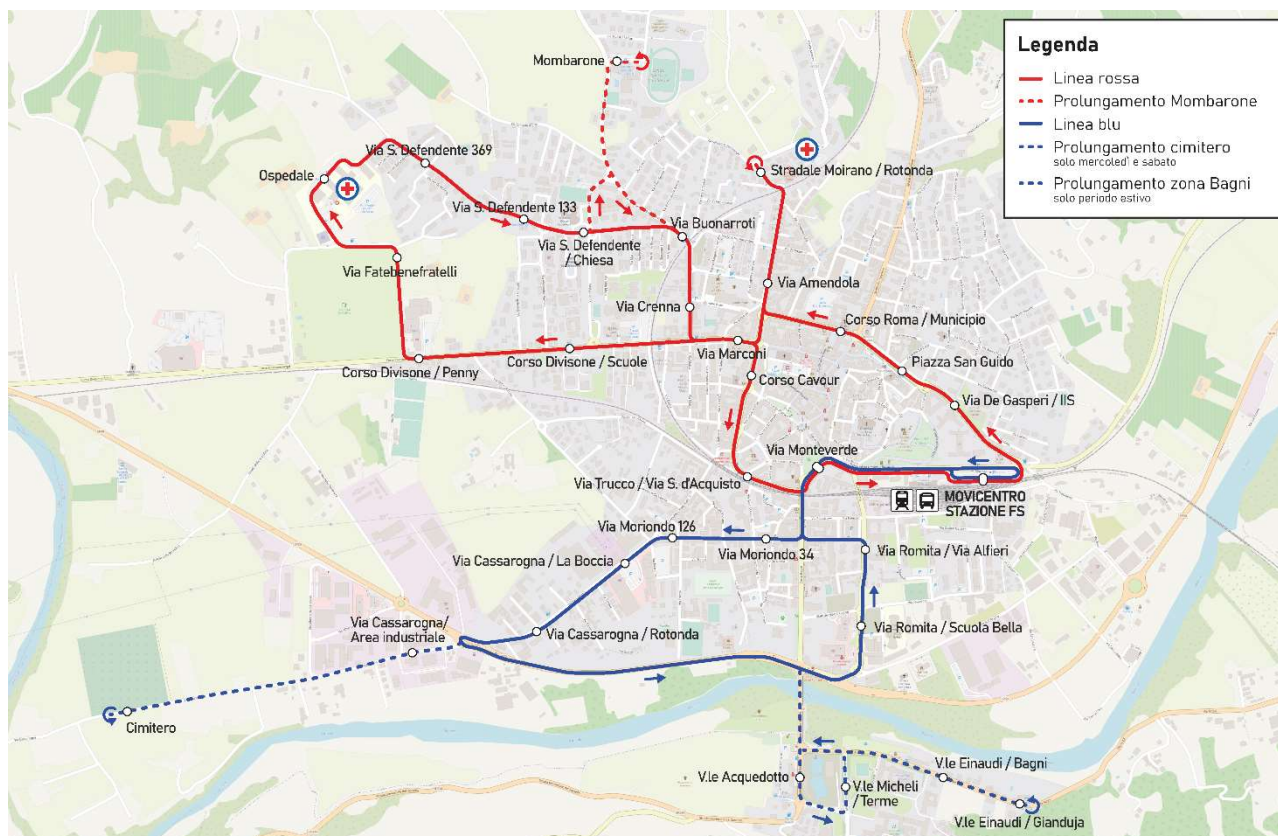 Legenda
Linea rossa
Prolungamento Mombarone
Linea blu
Prolungamento cimitero
solo mercoledì e sabato
Prolungamento zona Bagni
solo periodo estivo
Mombarone
Via S. Defendente 369
Ospedale
Stradale Moirano / Rotonda
Via S. Defendente 133
Via S. Defendente
/ Chiesa
Via Buonarroti
Via Fatebenefratelli
Via Amendola
Via Crenna
Corso Roma / Municipio
Via Marconi
Corso Divisone / Scuole
Corso Divisone / Penny
Piazza San Guido
Corso Cavour
Via De Gasperi / IIS
Via Monteverde
Via Trucco / Via S. d'Acquisto
MOVICENTRO
STAZIONE FS
Via Moriondo 126
Via Moriondo 34
Via Romita / Via Alfieri
Via Cassarogna / La Boccia
Via Cassarogna/
Area industriale
Via Cassarogna / Rotonda
Via Romita / Scuola Bella
Cimitero
V.le Acquedotto
V.le Einaudi / Bagni
V.le Micheli
/ Terme
V.le Einaudi / Gianduja